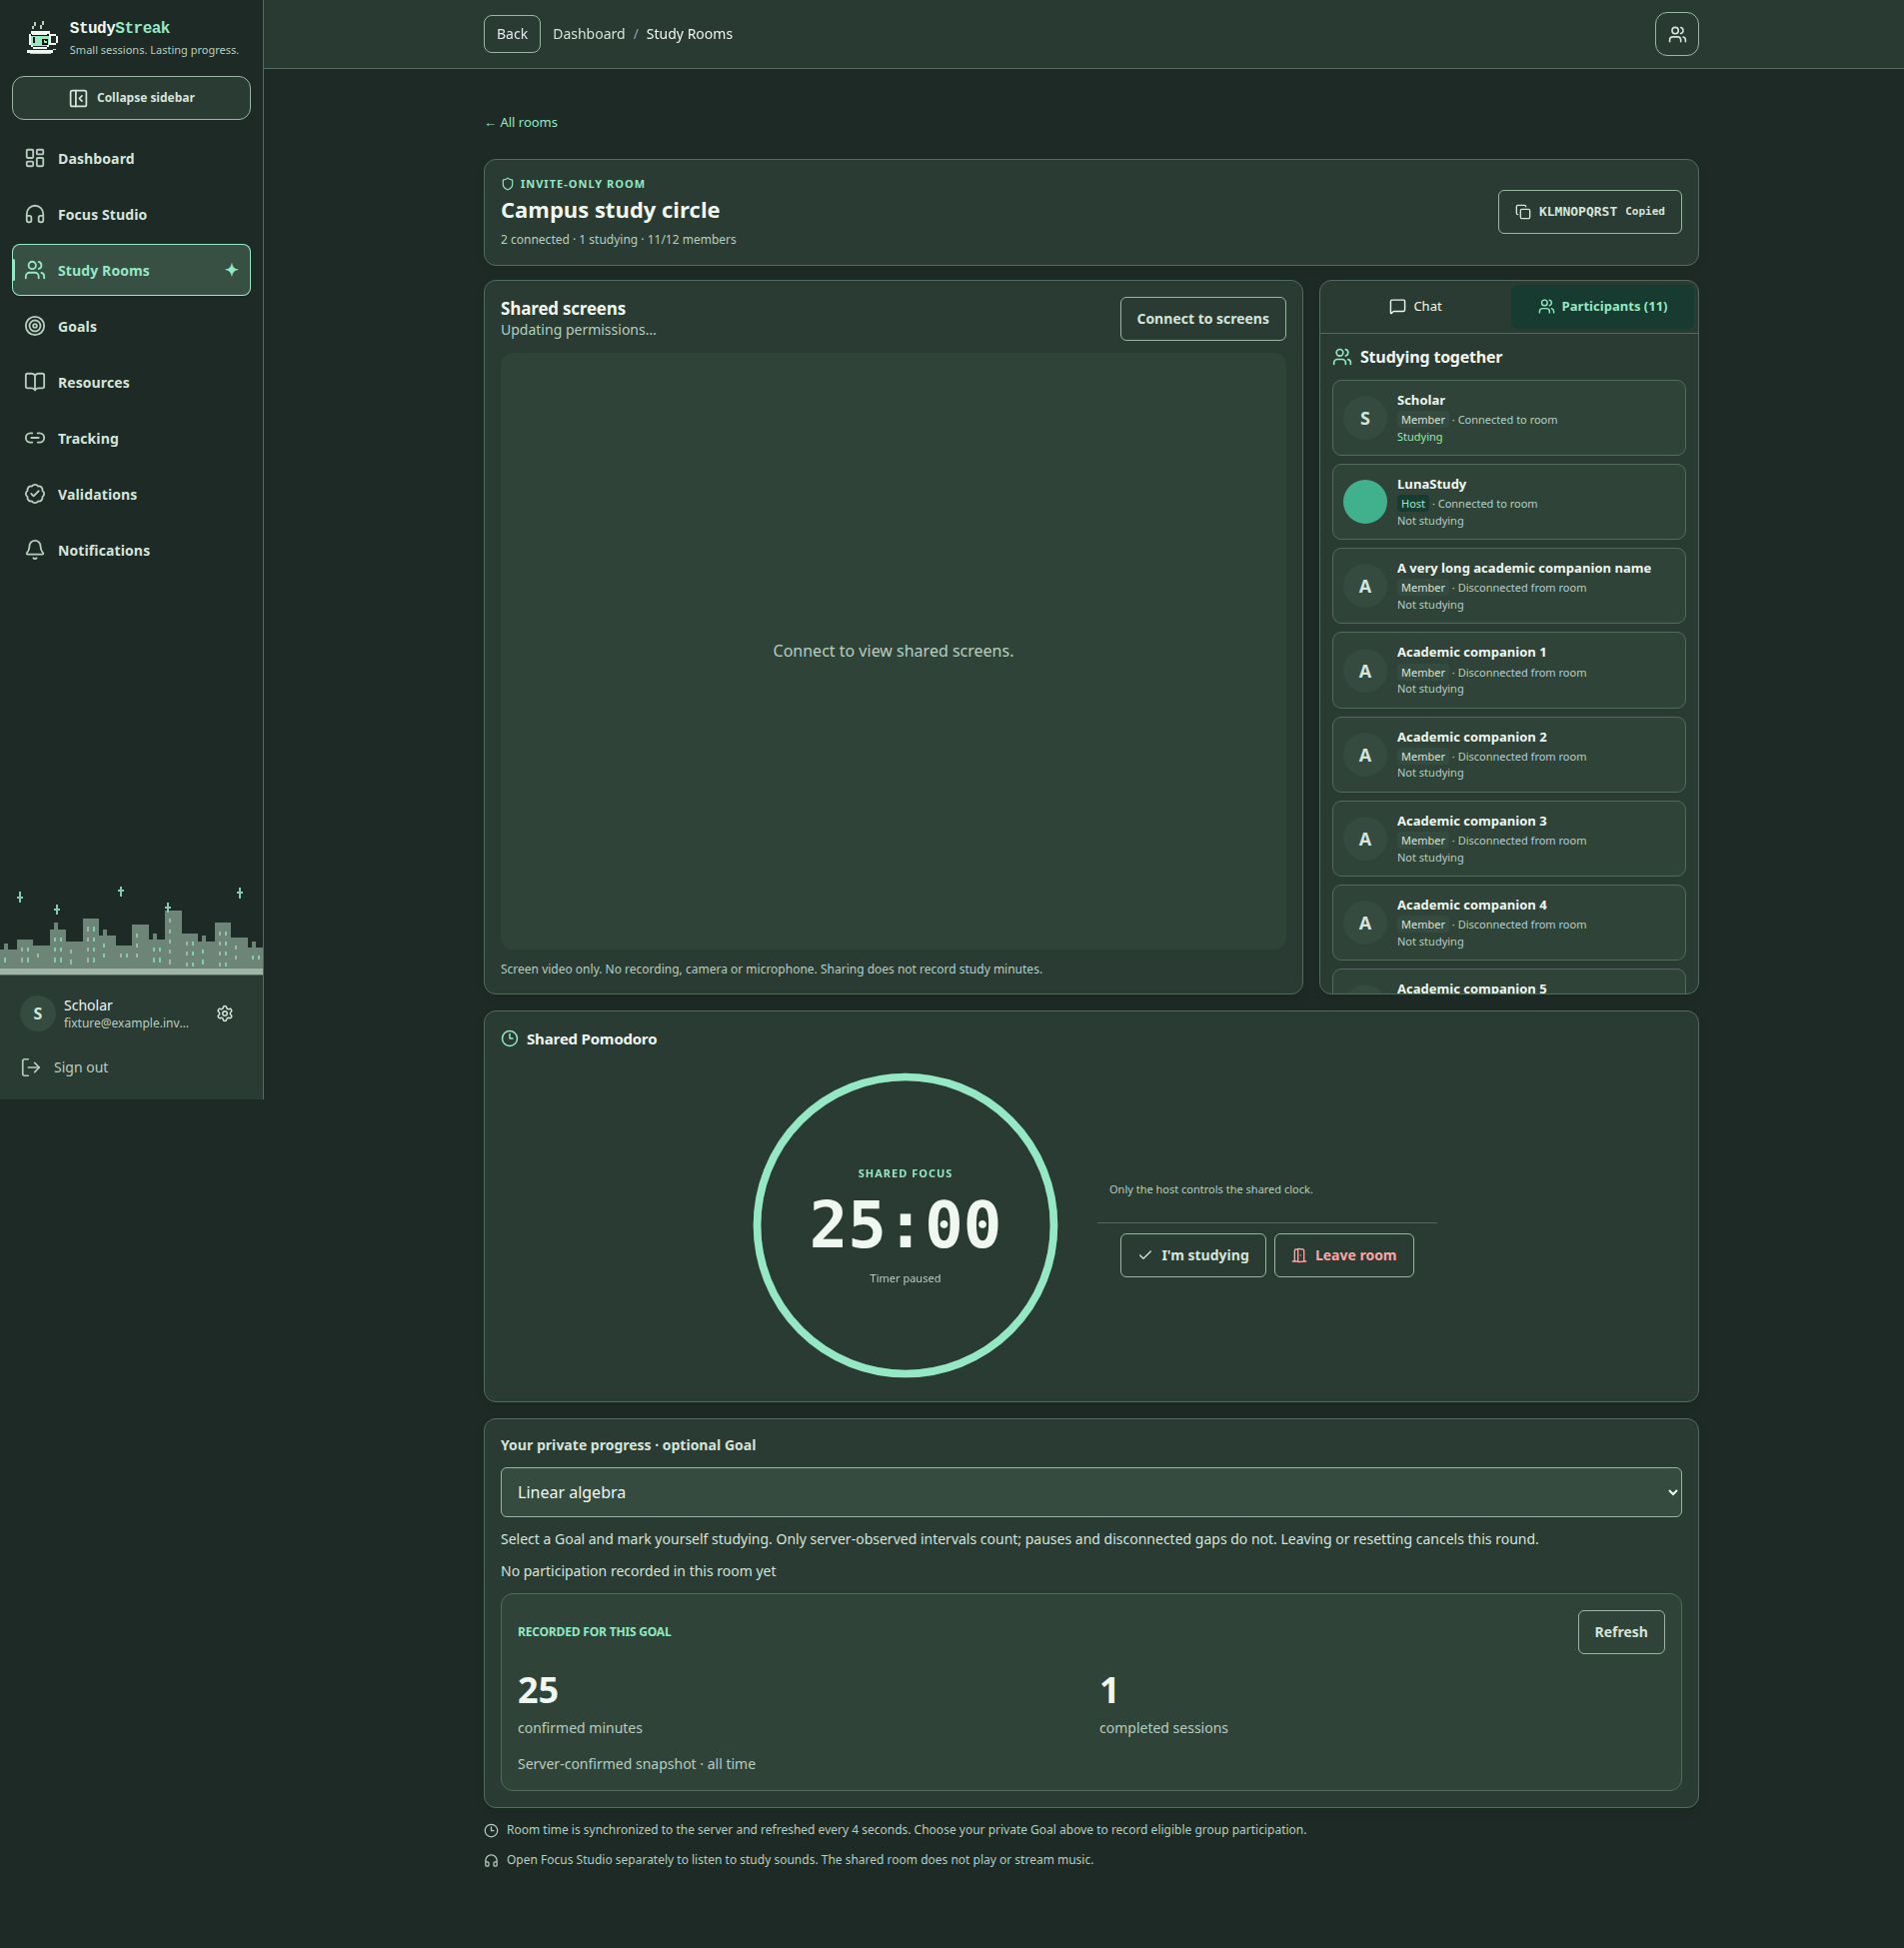 StudyStreak
Small sessions. Lasting progress.
Collapse sidebar
Dashboard
Focus Studio
Study Rooms
Goals
Resources
Tracking
Validations
Notifications
S
Scholar
fixture@example.inv...
Sign out
Back
Dashboard / Study Rooms
← All rooms
INVITE-ONLY ROOM
Campus study circle
2 connected · 1 studying · 11/12 members
KLMNOPQRST Copied
Shared screens
Updating permissions...
Connect to screens
Connect to view shared screens.
Screen video only. No recording, camera or microphone. Sharing does not record study minutes.
Chat
Participants (11)
Studying together
S
Scholar
Member · Connected to room
Studying
LunaStudy
Host · Connected to room
Not studying
A
A very long academic companion name
Member · Disconnected from room
Not studying
A
Academic companion 1
Member · Disconnected from room
Not studying
A
Academic companion 2
Member · Disconnected from room
Not studying
A
Academic companion 3
Member · Disconnected from room
Not studying
A
Academic companion 4
Member · Disconnected from room
Not studying
Academic companion 5
Shared Pomodoro
SHARED FOCUS
25:00
Timer paused
Only the host controls the shared clock.
I'm studying
Leave room
Your private progress · optional Goal
Linear algebra
Select a Goal and mark yourself studying. Only server-observed intervals count; pauses and disconnected gaps do not. Leaving or resetting cancels this round.
No participation recorded in this room yet
RECORDED FOR THIS GOAL
Refresh
25
confirmed minutes
1
completed sessions
Server-confirmed snapshot · all time
Room time is synchronized to the server and refreshed every 4 seconds. Choose your private Goal above to record eligible group participation.
Open Focus Studio separately to listen to study sounds. The shared room does not play or stream music.